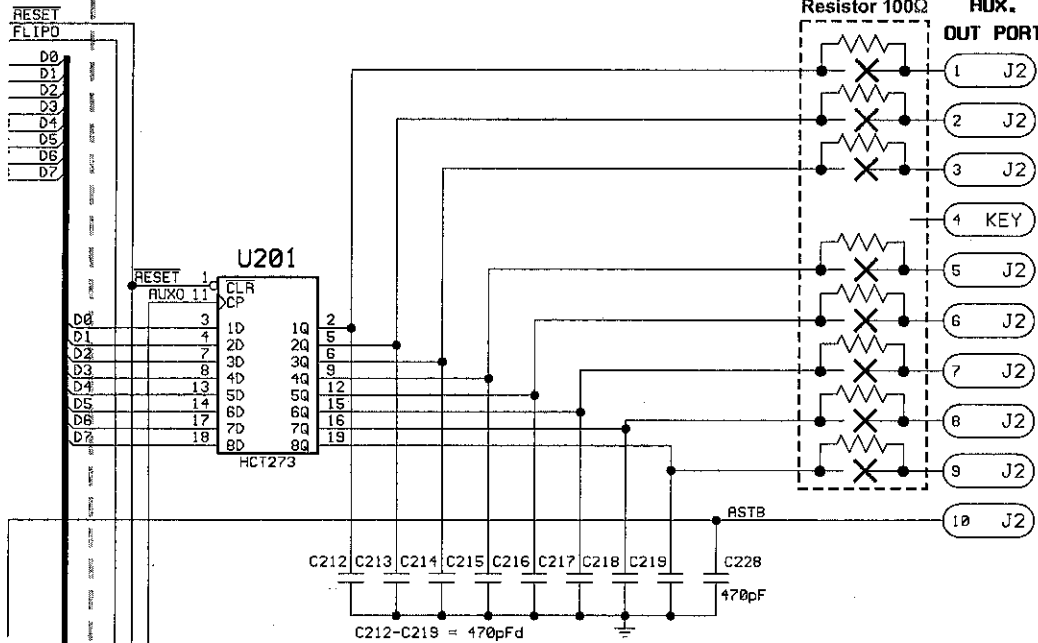 Resistor 100Ω
AUX.
OUT PORT
RESET
FLIPO
D0
D1
D2
D3
D4
D5
D6
D7
1 J2
2 J2
3 J2
4 KEY
5 J2
6 J2
7 J2
8 J2
9 J2
10 J2
U201
RESET 1 CLR
AUXO 11 CP
D0 3 1D 1Q 2
D1 4 2D 2Q 5
D2 7 3D 3Q 6
D3 8 4D 4Q 9
D4 13 5D 5Q 12
D5 14 6D 6Q 15
D6 17 7D 7Q 16
D7 18 8D 8Q 19
HCT273
ASTB
C212 C213 C214 C215 C216 C217 C218 C219 C228
470pF
C212-C219 = 470pFd